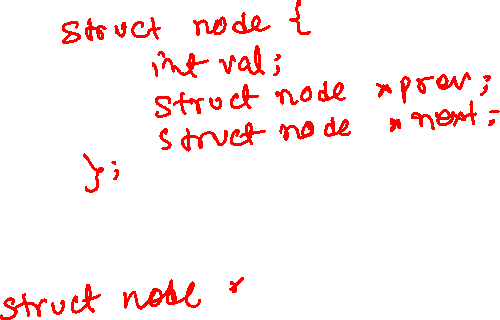 struct node {
int val;
struct node *prev;
struct node *next;
};
struct node *